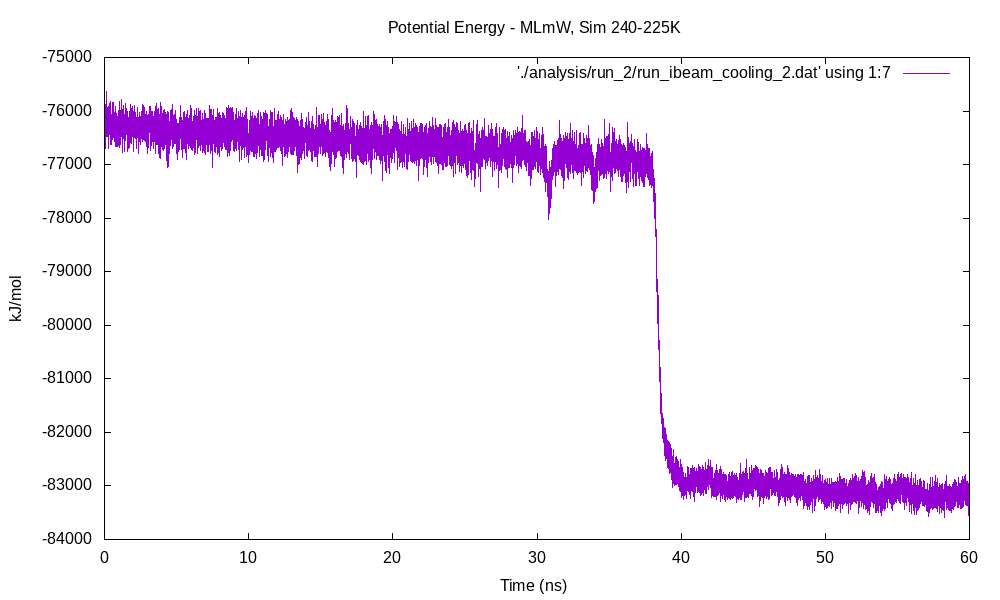 Potential Energy - MLmW, Sim 240-225K
'./analysis/run_2/run_ibeam_cooling_2.dat' using 1:7
-75000
-76000
-77000
-78000
-79000
-80000
-81000
-82000
-83000
-84000
kJ/mol
0 10 20 30 40 50 60
Time (ns)